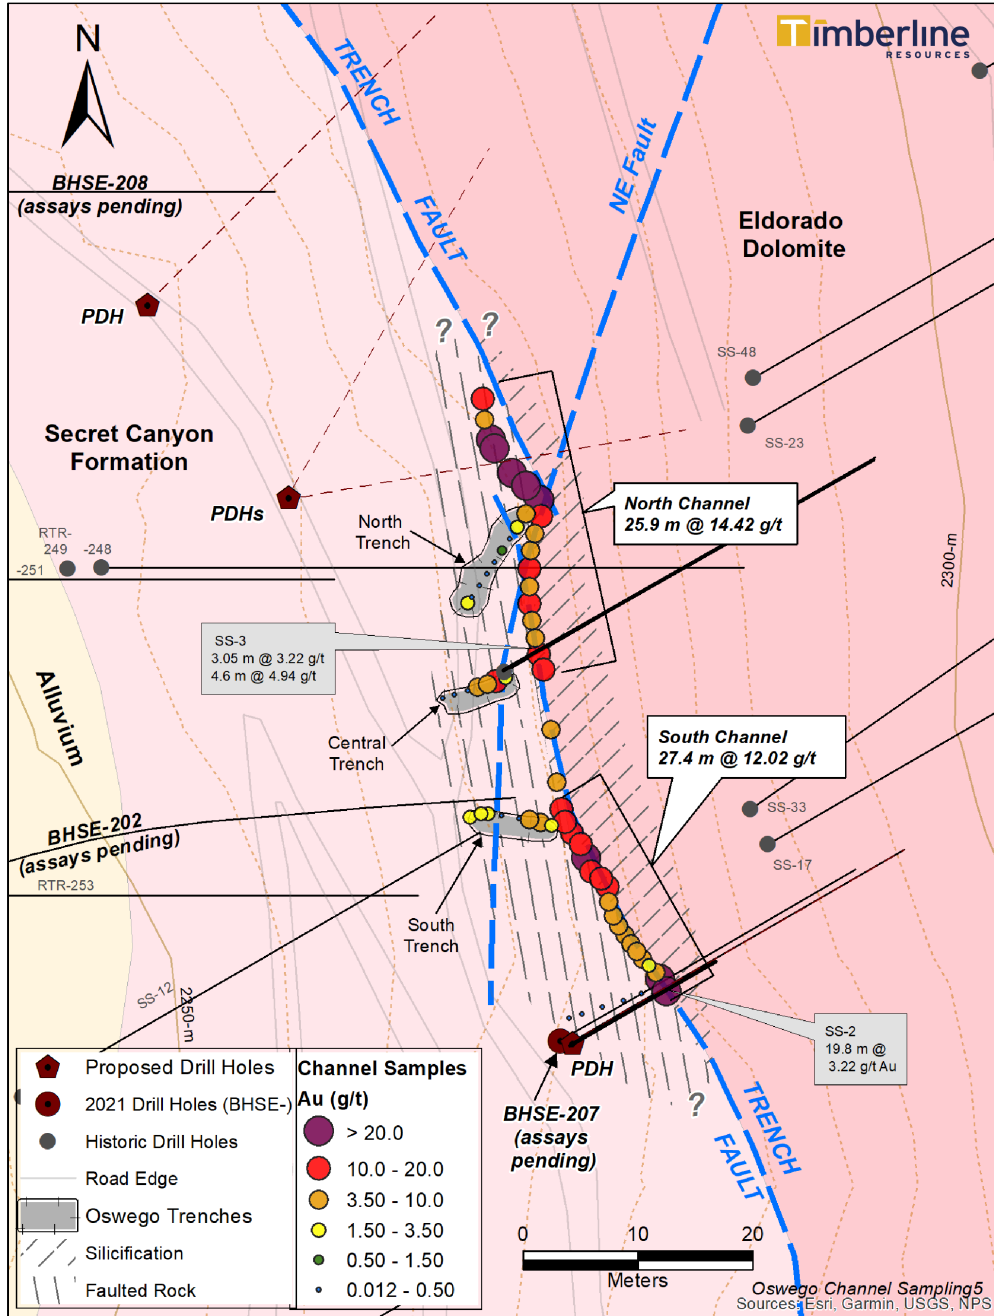 N
Timberline
RESOURCES
TRENCH
FAULT
NE Fault
BHSE-208
(assays pending)
Eldorado
Dolomite
PDH
?
?
SS-48
SS-23
Secret Canyon
Formation
PDHs
North
Trench
North Channel
25.9 m @ 14.42 g/t
RTR-
249
-248
-251
2300-m
SS-3
3.05 m @ 3.22 g/t
4.6 m @ 4.94 g/t
Alluvium
Central
Trench
South Channel
27.4 m @ 12.02 g/t
BHSE-202
(assays pending)
SS-33
SS-17
RTR-253
South
Trench
SS-12
2250-m
SS-2
19.8 m @
3.22 g/t Au
PDH
?
BHSE-207
(assays
pending)
TRENCH
FAULT
Proposed Drill Holes
2021 Drill Holes (BHSE-)
Historic Drill Holes
Road Edge
Oswego Trenches
Silicification
Faulted Rock
Channel Samples
Au (g/t)
> 20.0
10.0 - 20.0
3.50 - 10.0
1.50 - 3.50
0.50 - 1.50
0.012 - 0.50
0 10 20
Meters
Oswego Channel Sampling5
Sources: Esri, Garmin, USGS, NPS